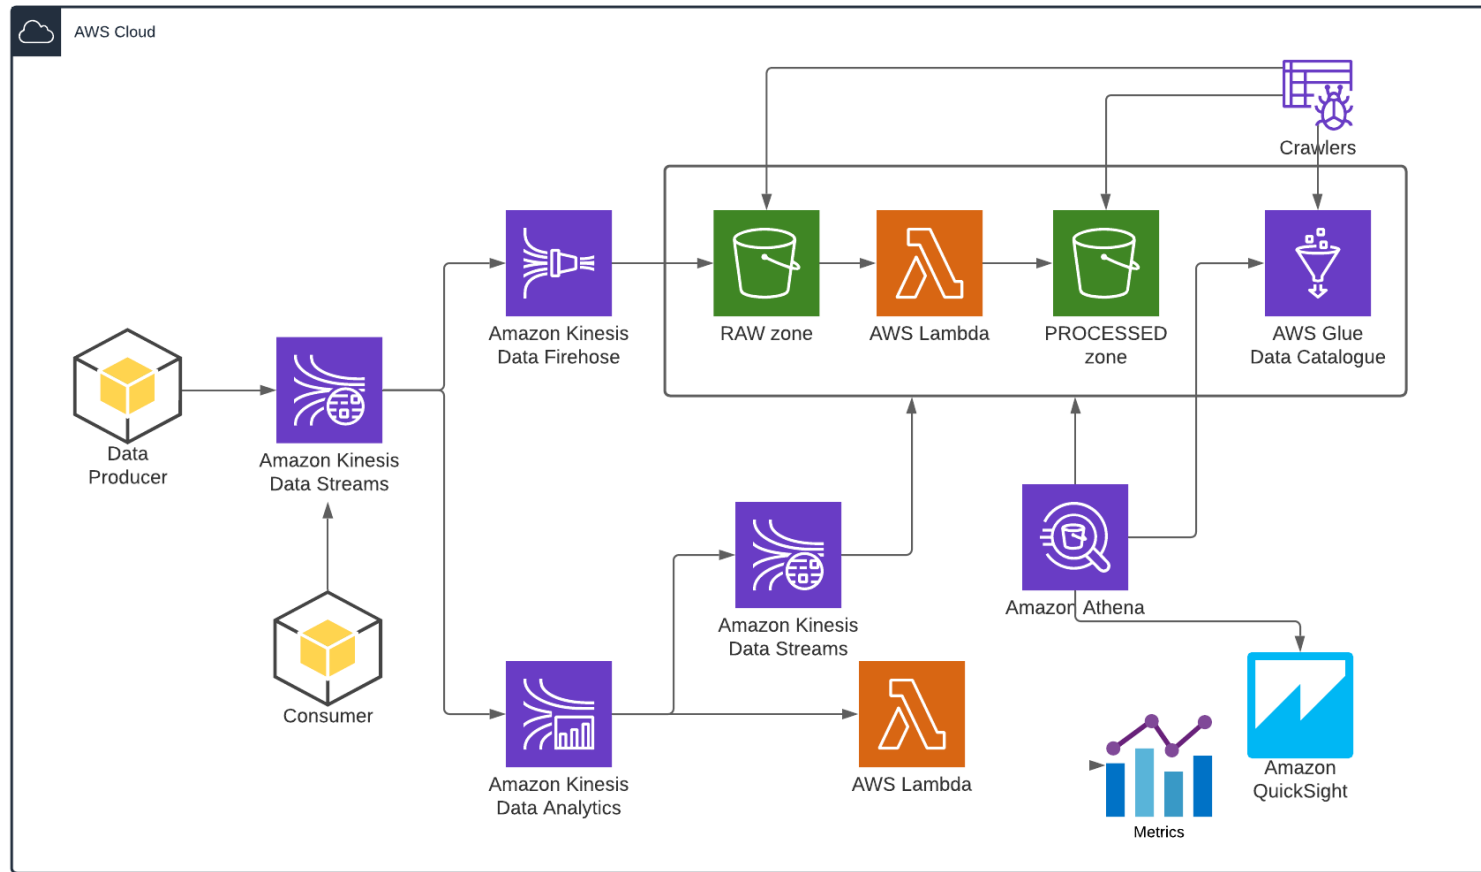 AWS Cloud
Crawlers
Amazon Kinesis
Data Firehose
RAW zone
AWS Lambda
PROCESSED
zone
AWS Glue
Data Catalogue
Data
Producer
Amazon Kinesis
Data Streams
Amazon Kinesis
Data Streams
Amazon Athena
Consumer
Amazon Kinesis
Data Analytics
AWS Lambda
Amazon
QuickSight
Metrics